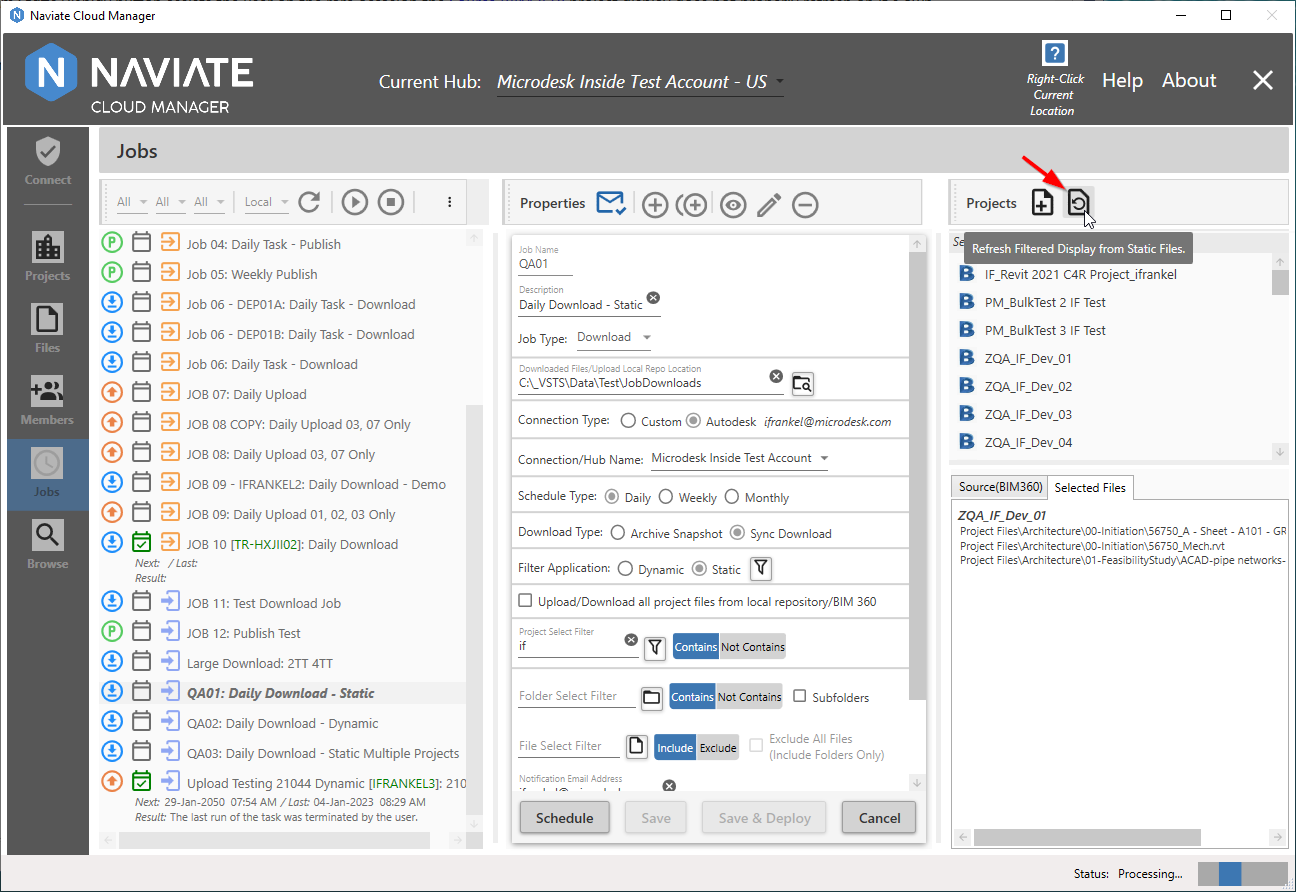 Naviate Cloud Manager
N NAVIATE
CLOUD MANAGER
Current Hub: Microdesk Inside Test Account - US
?
Right-Click
Current
Location
Help
About
Connect
Projects
Files
Members
Jobs
Browse
Jobs
All All All Local
P Job 04: Daily Task - Publish
P Job 05: Weekly Publish
Job 06 - DEP01A: Daily Task - Download
Job 06 - DEP01B: Daily Task - Download
Job 06: Daily Task - Download
JOB 07: Daily Upload
JOB 08 COPY: Daily Upload 03, 07 Only
JOB 08: Daily Upload 03, 07 Only
JOB 09 - IFRANKEL2: Daily Download - Demo
JOB 09: Daily Upload 01, 02, 03 Only
JOB 10 [TR-HXJII02]: Daily Download
Next: / Last:
Result:
JOB 11: Test Download Job
P JOB 12: Publish Test
Large Download: 2TT 4TT
QA01: Daily Download - Static
QA02: Daily Download - Dynamic
QA03: Daily Download - Static Multiple Projects
Upload Testing 21044 Dynamic [IFRANKEL3]: 210
Next: 29-Jan-2050 07:54 AM / Last: 04-Jan-2023 08:29 AM
Result: The last run of the task was terminated by the user.
Properties
Job Name
QA01
Description
Daily Download - Static
Job Type: Download
Downloaded Files/Upload Local Repo Location
C:\_VSTS\Data\Test\JobDownloads
Connection Type: Custom Autodesk ifrankel@microdesk.com
Connection/Hub Name: Microdesk Inside Test Account
Schedule Type: Daily Weekly Monthly
Download Type: Archive Snapshot Sync Download
Filter Application: Dynamic Static
Upload/Download all project files from local repository/BIM 360
Project Select Filter
if
Contains Not Contains
Folder Select Filter Contains Not Contains Subfolders
File Select Filter Include Exclude Exclude All Files
(Include Folders Only)
Notification Email Address
Schedule Save Save & Deploy Cancel
Projects
Se
Refresh Filtered Display from Static Files.
B IF_Revit 2021 C4R Project_ifrankel
B PM_BulkTest 2 IF Test
B PM_BulkTest 3 IF Test
B ZQA_IF_Dev_01
B ZQA_IF_Dev_02
B ZQA_IF_Dev_03
B ZQA_IF_Dev_04
Source(BIM360) Selected Files
ZQA_IF_Dev_01
Project Files\Architecture\00-Initiation\56750_A - Sheet - A101 - GR
Project Files\Architecture\00-Initiation\56750_Mech.rvt
Project Files\Architecture\01-FeasibilityStudy\ACAD-pipe networks-
Status: Processing...